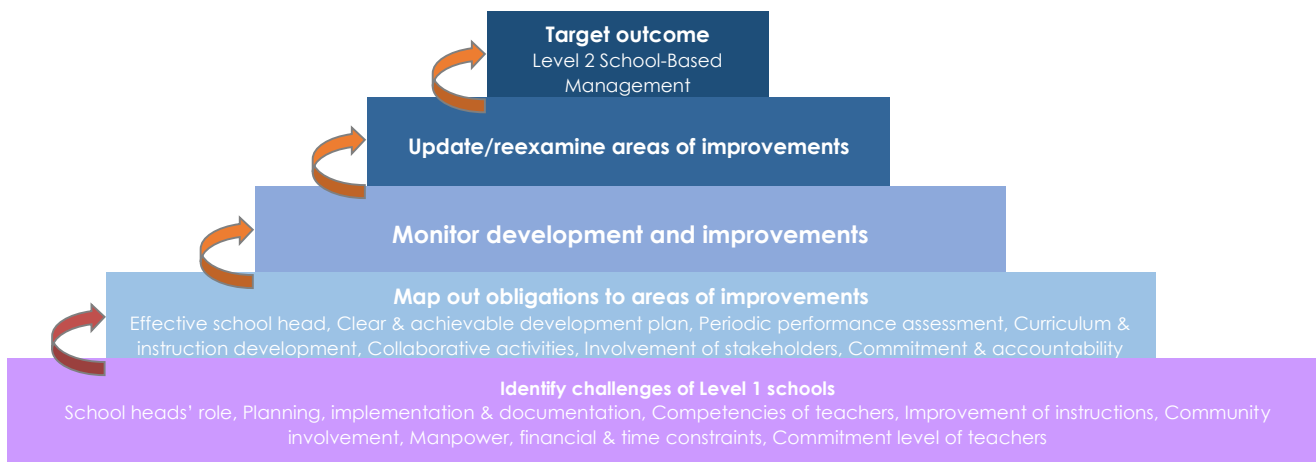 Target outcome
Level 2 School-Based
Management
Update/reexamine areas of improvements
Monitor development and improvements
Map out obligations to areas of improvements
Effective school head, Clear & achievable development plan, Periodic performance assessment, Curriculum &
instruction development, Collaborative activities, Involvement of stakeholders, Commitment & accountability
Identify challenges of Level 1 schools
School heads’ role, Planning, implementation & documentation, Competencies of teachers, Improvement of instructions, Community
involvement, Manpower, financial & time constraints, Commitment level of teachers